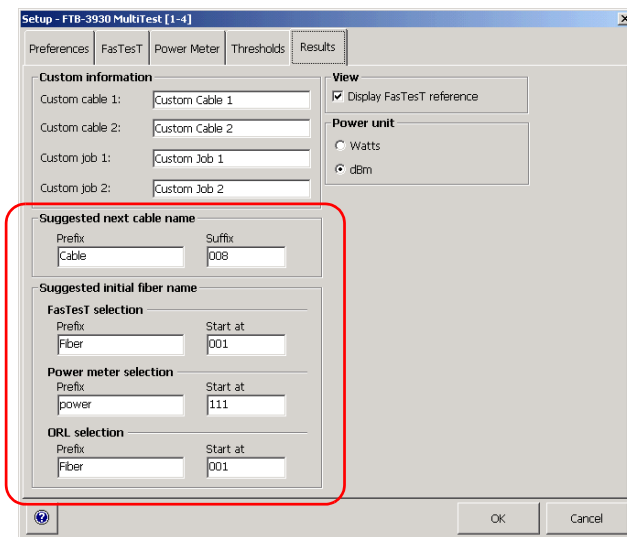 Setup - FTB-3930 MultiTest [1-4]
Preferences FasTesT Power Meter Thresholds Results
Custom information
Custom cable 1: Custom Cable 1
Custom cable 2: Custom Cable 2
Custom job 1: Custom Job 1
Custom job 2: Custom Job 2
View
Display FasTesT reference
Power unit
Watts
dBm
Suggested next cable name
Prefix Suffix
Cable 008
Suggested initial fiber name
FasTesT selection
Prefix Start at
Fiber 001
Power meter selection
Prefix Start at
power 111
ORL selection
Prefix Start at
Fiber 001
OK Cancel